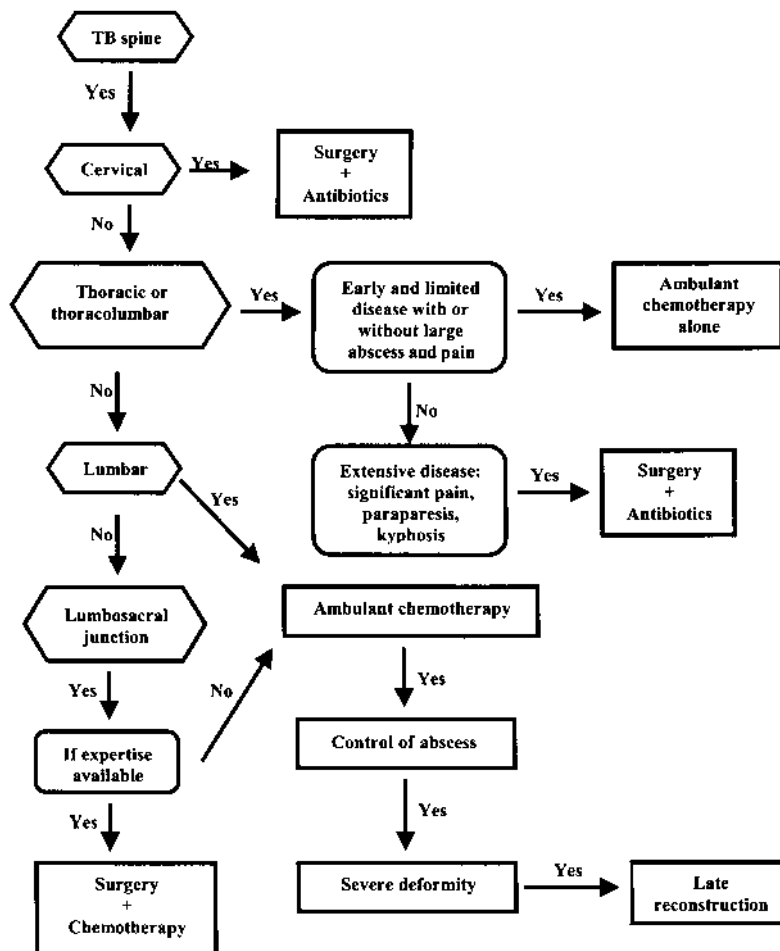 TB spine
Yes
Cervical
Yes
Surgery
+
Antibiotics
No
Thoracic or
thoracolumbar
Yes
Early and limited
disease with or
without large
abscess and pain
Yes
Ambulant
chemotherapy
alone
No
No
Lumbar
Yes
Extensive disease:
significant pain,
paraparesis,
kyphosis
Yes
Surgery
+
Antibiotics
No
Lumbosacral
junction
Ambulant chemotherapy
Yes
No
Yes
If expertise
available
Control of abscess
Yes
Yes
Surgery
+
Chemotherapy
Severe deformity
Yes
Late
reconstruction